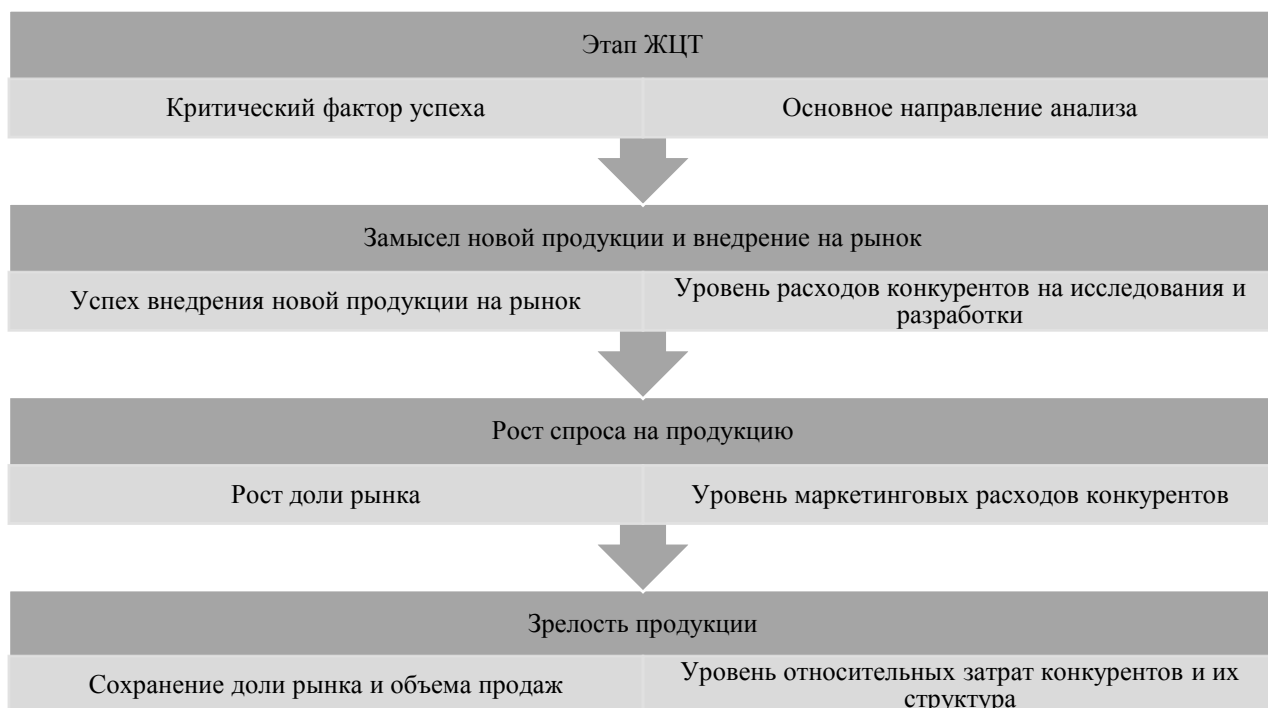 Этап ЖЦТ
Критический фактор успеха
Основное направление анализа
Замысел новой продукции и внедрение на рынок
Успех внедрения новой продукции на рынок
Уровень расходов конкурентов на исследования и
разработки
Рост спроса на продукцию
Рост доли рынка
Уровень маркетинговых расходов конкурентов
Зрелость продукции
Сохранение доли рынка и объема продаж
Уровень относительных затрат конкурентов и их
структура